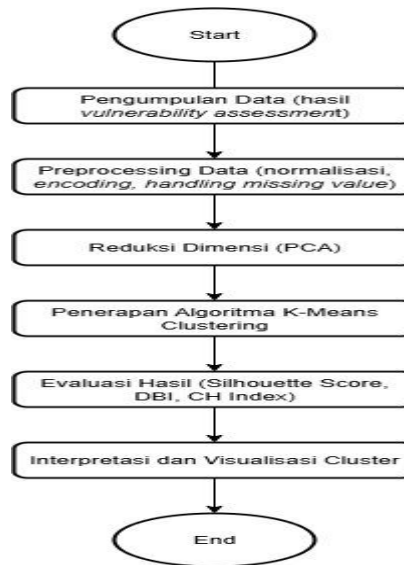 Start
Pengumpulan Data (hasil
vulnerability assessment)
Preprocessing Data (normalisasi,
encoding, handling missing value)
Reduksi Dimensi (PCA)
Penerapan Algoritma K-Means
Clustering
Evaluasi Hasil (Silhouette Score,
DBI, CH Index)
Interpretasi dan Visualisasi Cluster
End